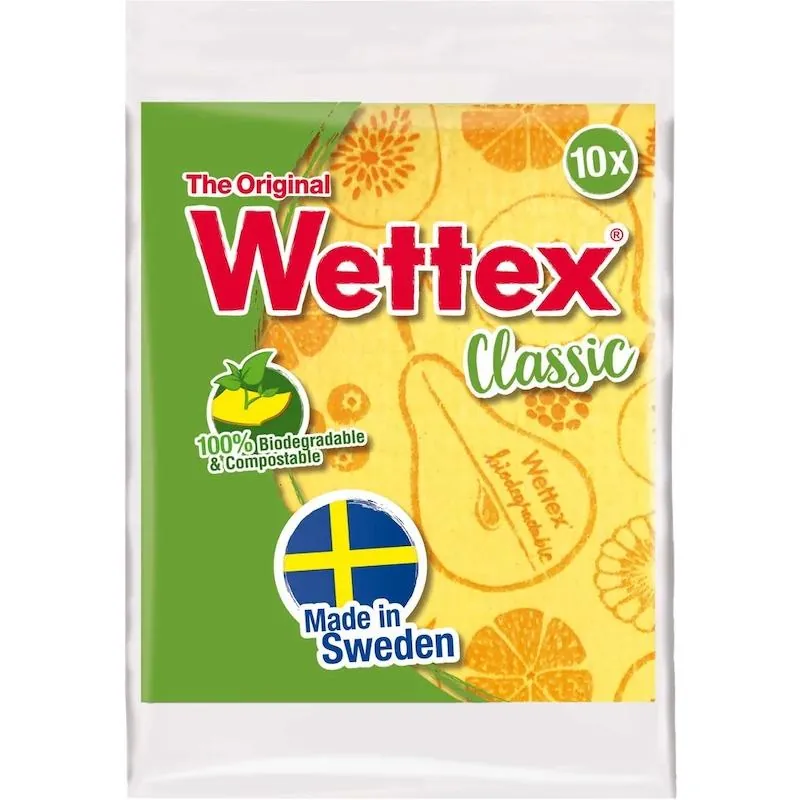 10x
The Original
Wettex®
Classic
100% Biodegradable
& Compostable
Wettex®
biodegradable
Made in
Sweden